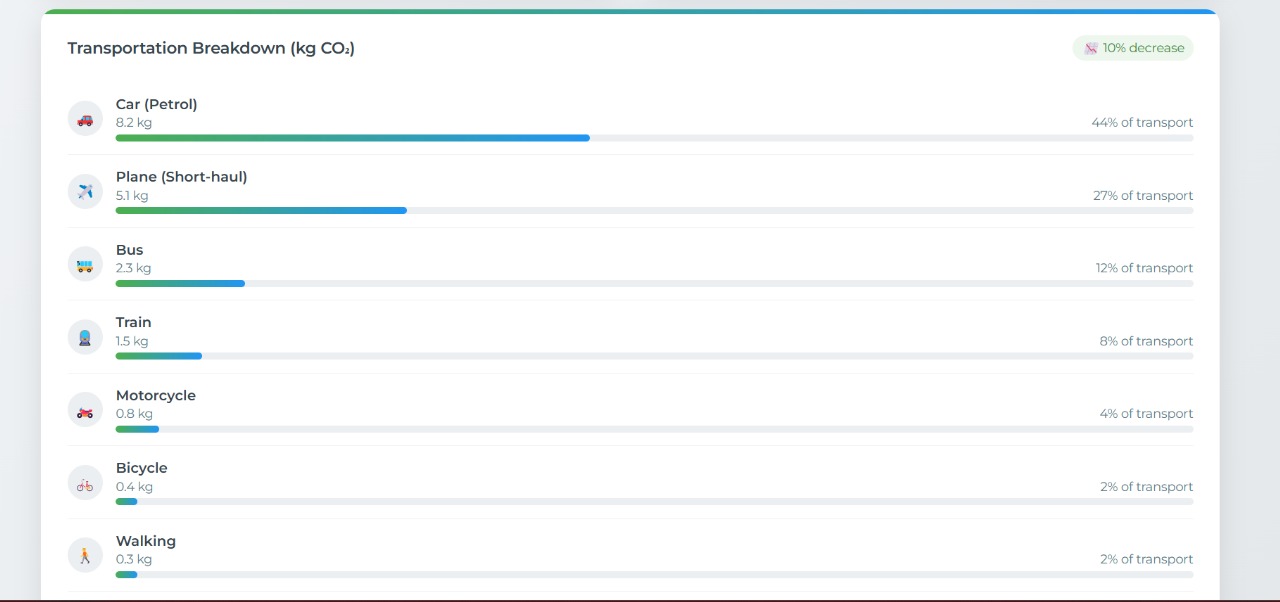 Transportation Breakdown (kg CO₂)
10% decrease
Car (Petrol)
8.2 kg
44% of transport
Plane (Short-haul)
5.1 kg
27% of transport
Bus
2.3 kg
12% of transport
Train
1.5 kg
8% of transport
Motorcycle
0.8 kg
4% of transport
Bicycle
0.4 kg
2% of transport
Walking
0.3 kg
2% of transport